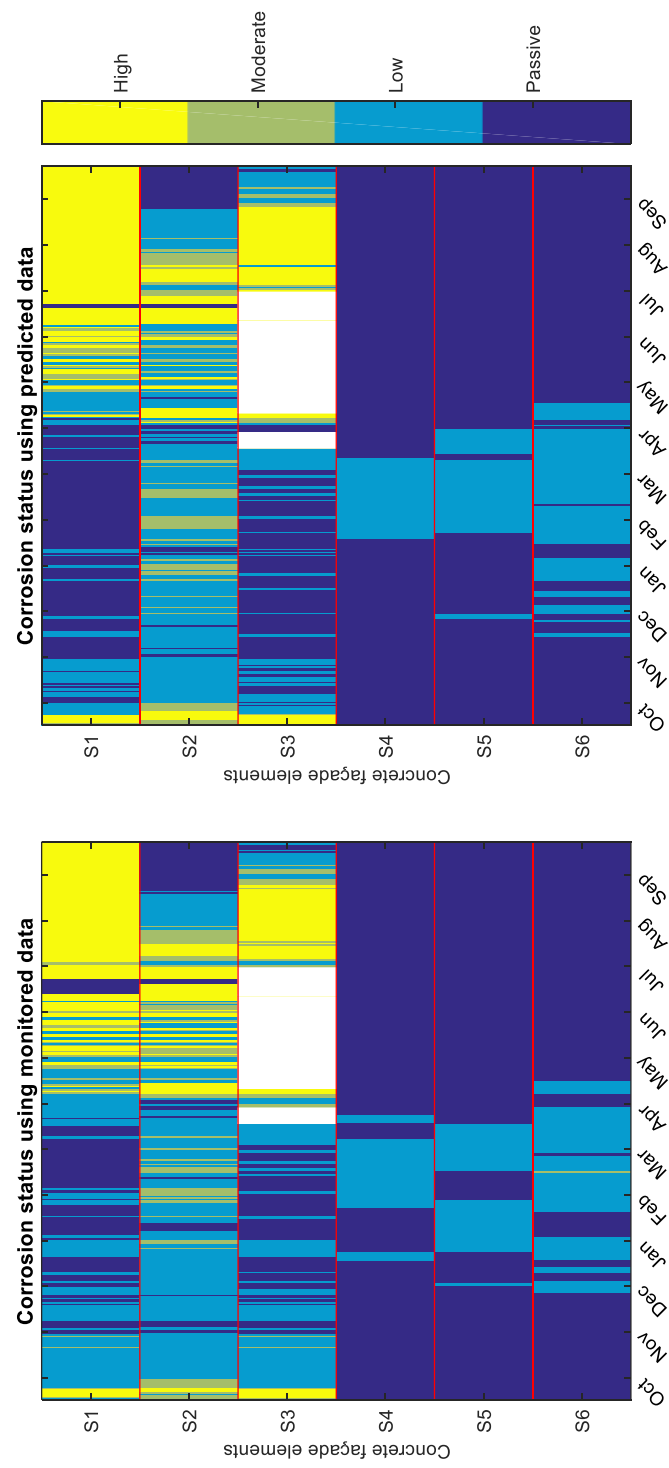 Corrosion status using monitored data
Concrete façade elements
S1
S2
S3
S4
S5
S6
Oct
Nov
Dec
Jan
Feb
Mar
Apr
May
Jun
Jul
Aug
Sep
Corrosion status using predicted data
Concrete façade elements
S1
S2
S3
S4
S5
S6
Oct
Nov
Dec
Jan
Feb
Mar
Apr
May
Jun
Jul
Aug
Sep
High
Moderate
Low
Passive